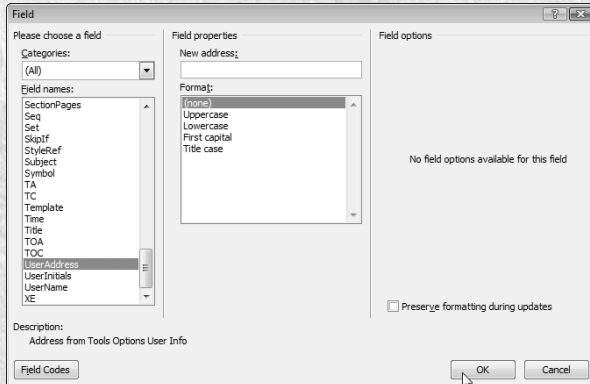 Field
Please choose a field
Categories:
(All)
Field names:
SectionPages
Seq
Set
SkipIf
StyleRef
Subject
Symbol
TA
TC
Template
Time
Title
TOA
TOC
UserAddress
UserInitials
UserName
XE
Field properties
New address:
Format:
(none)
Uppercase
Lowercase
First capital
Title case
Field options
No field options available for this field
Preserve formatting during updates
Description:
Address from Tools Options User Info
Field Codes
OK
Cancel